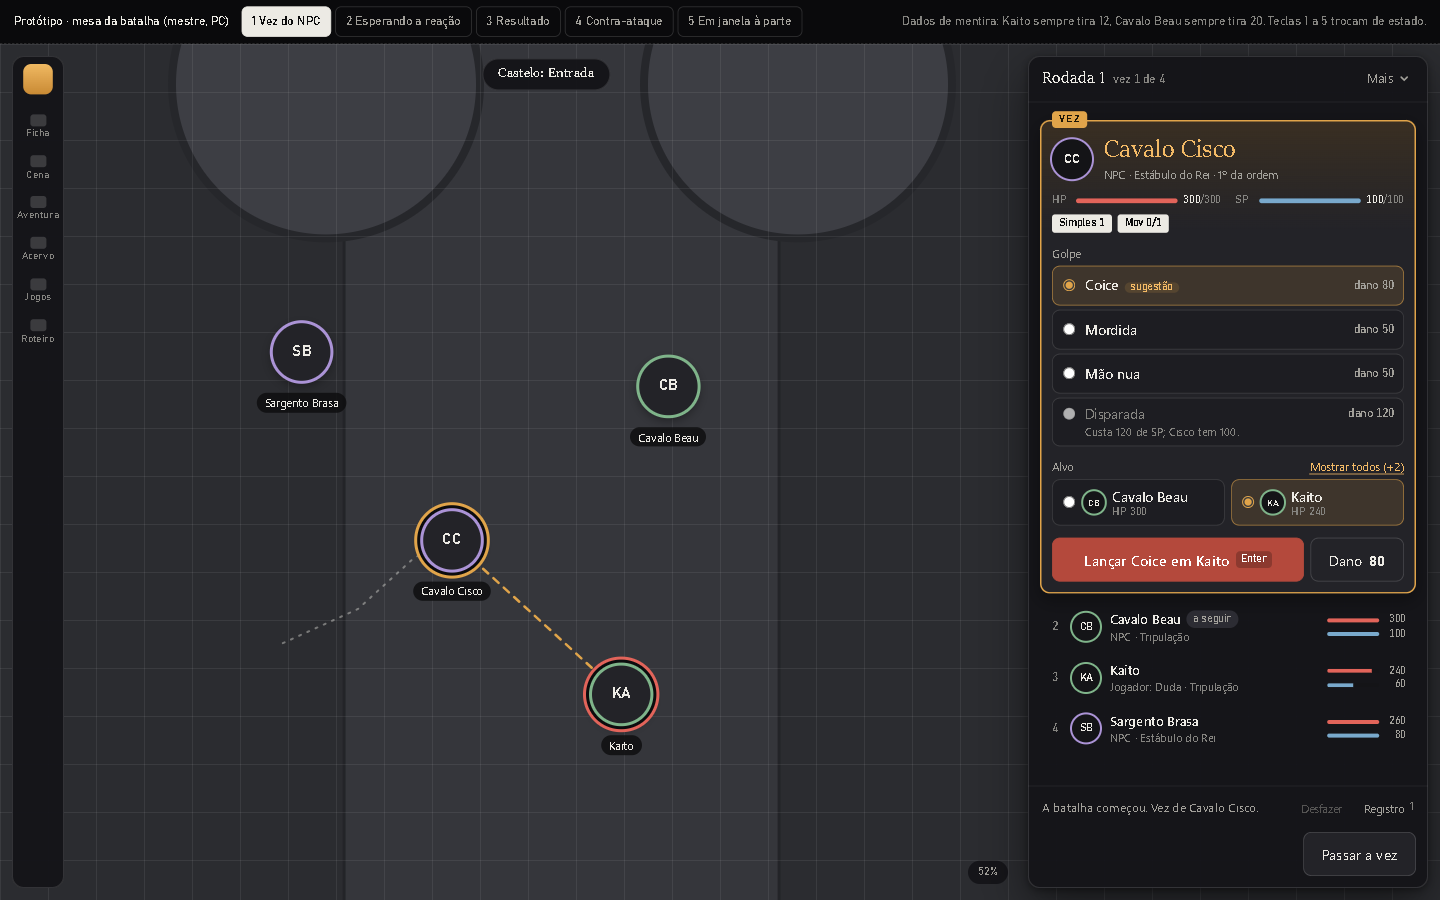 Protótipo · mesa da batalha (mestre, PC)
1 Vez do NPC
2 Esperando a reação
3 Resultado
4 Contra-ataque
5 Em janela à parte
Dados de mentira: Kaito sempre tira 12, Cavalo Beau sempre tira 20. Teclas 1 a 5 trocam de estado.
Castelo: Entrada
Ficha
Cena
Aventura
Acervo
Jogos
Roteiro
SB
Sargento Brasa
CB
Cavalo Beau
CC
Cavalo Cisco
KA
Kaito
52%
Rodada 1 vez 1 de 4
Mais
VEZ
CC
Cavalo Cisco
NPC · Estábulo do Rei · 1º da ordem
HP 300/300 SP 100/100
Simples 1 Mov 0/1
Golpe
Coice sugestão dano 80
Mordida dano 50
Mão nua dano 50
Disparada dano 120
Custa 120 de SP; Cisco tem 100.
Alvo Mostrar todos (+2)
CB Cavalo Beau
HP 300
KA Kaito
HP 240
Lançar Coice em Kaito Enter
Dano 80
2 CB Cavalo Beau a seguir 300
NPC · Tripulação 100
3 KA Kaito 240
Jogador: Duda · Tripulação 60
4 SB Sargento Brasa 260
NPC · Estábulo do Rei 80
A batalha começou. Vez de Cavalo Cisco. Desfazer Registro 1
Passar a vez